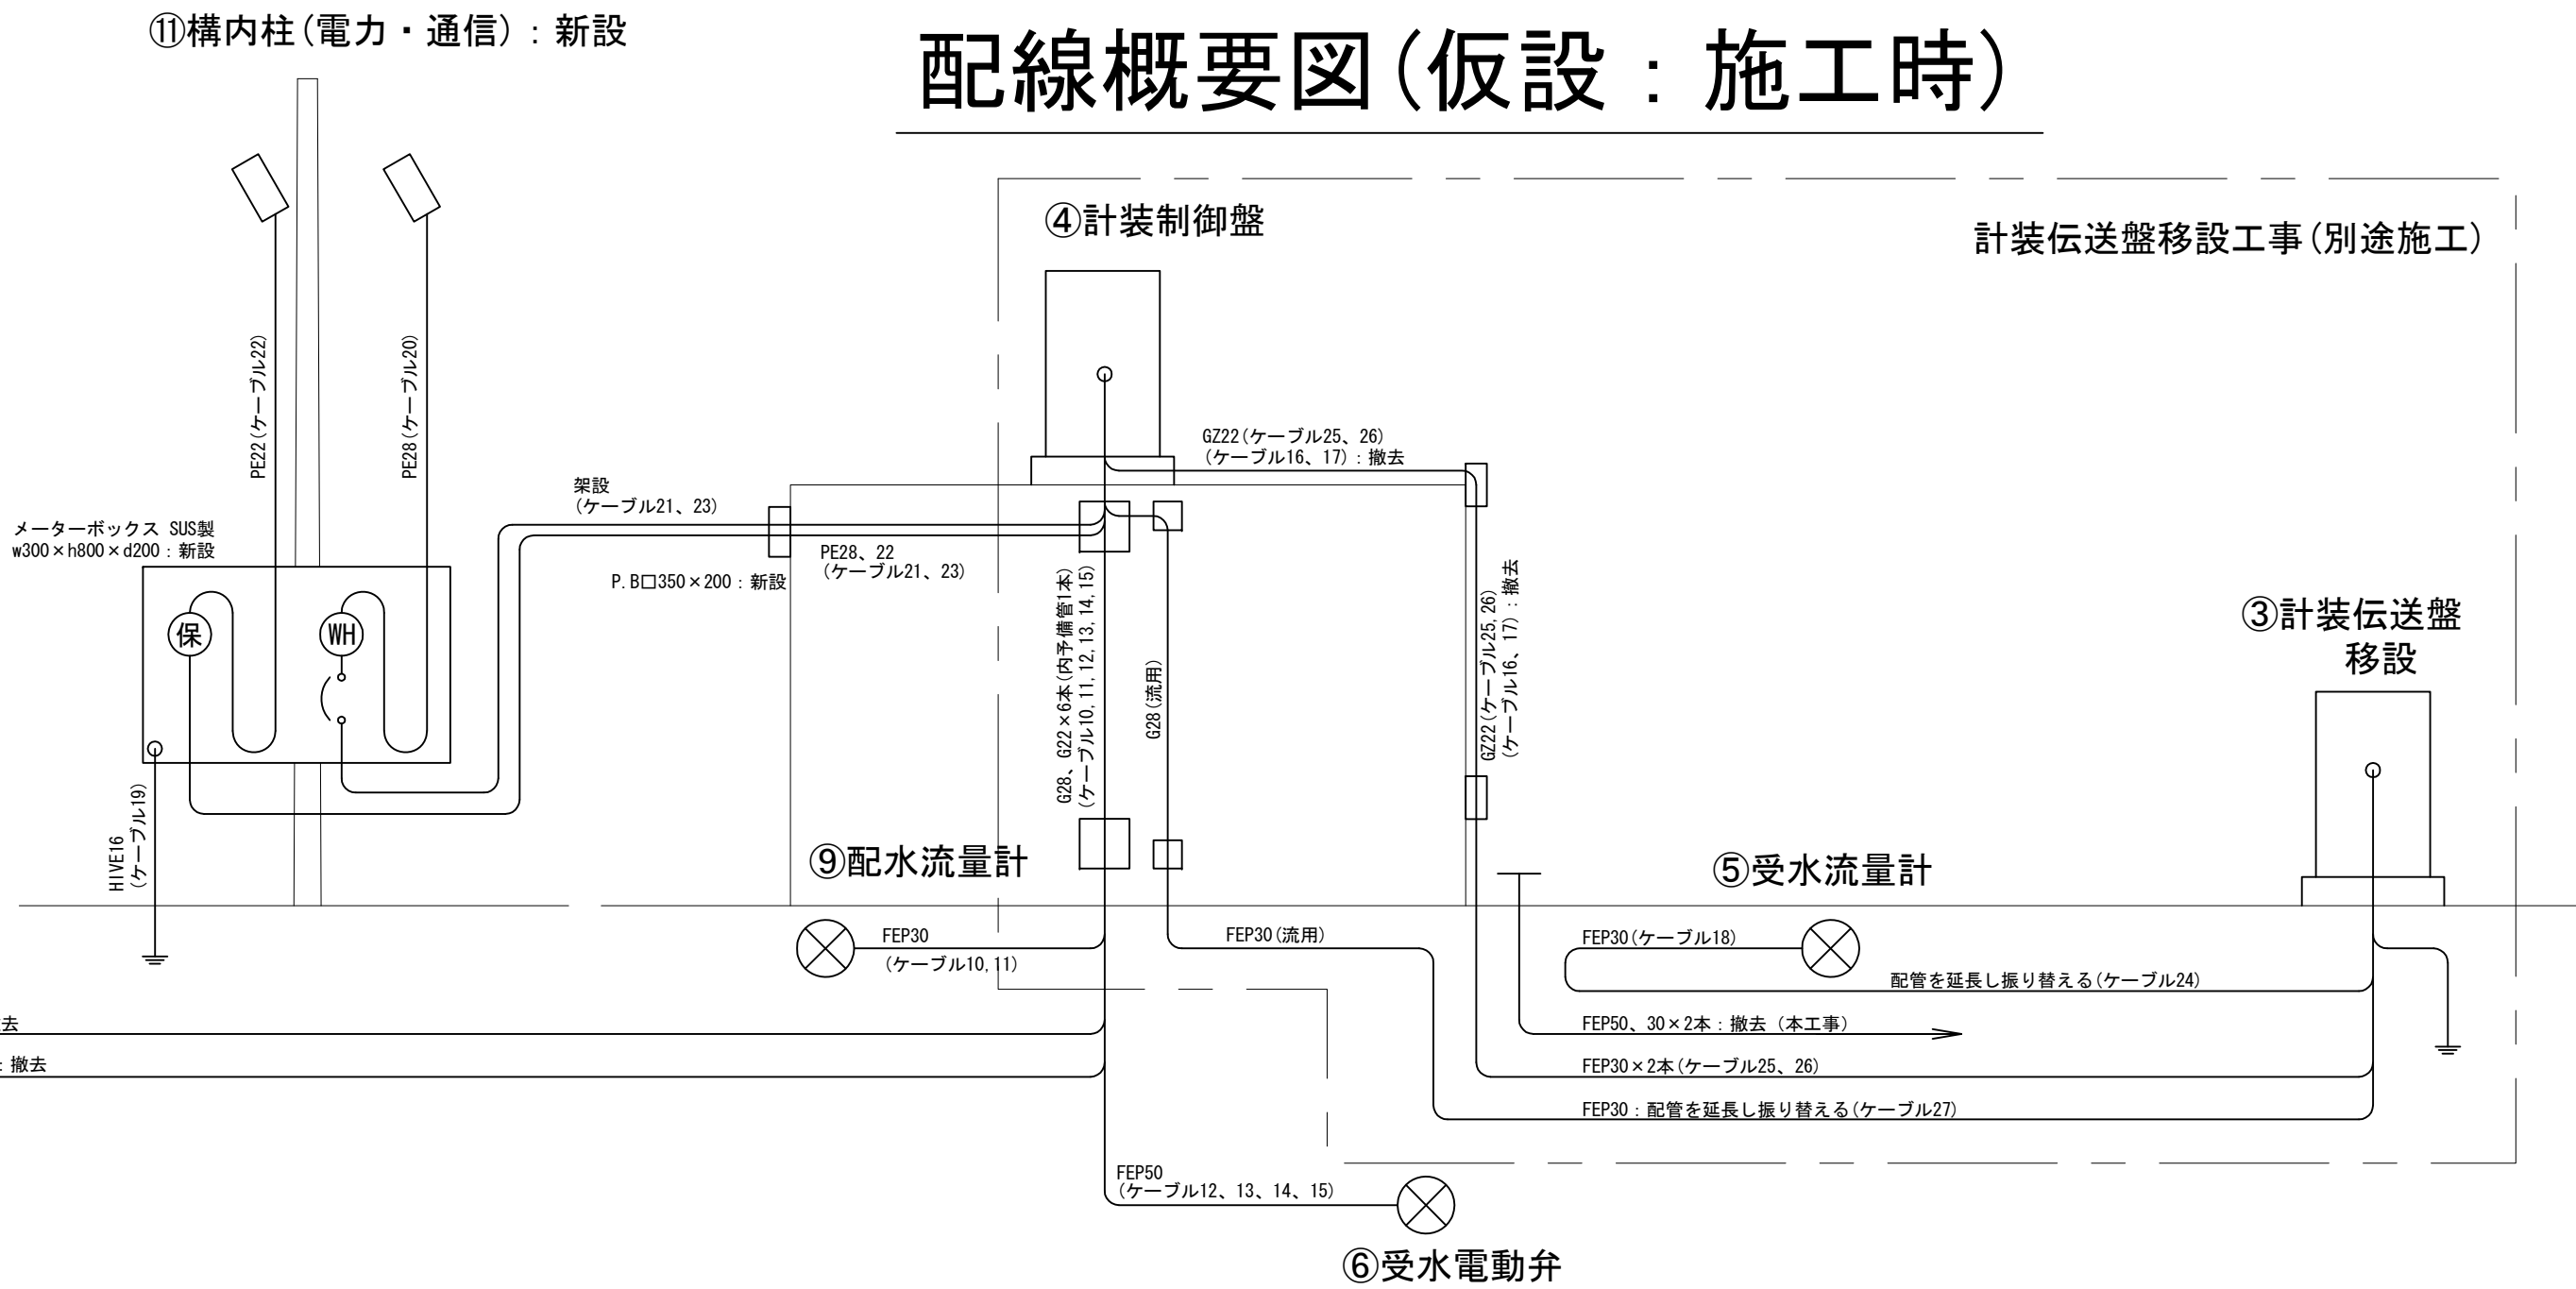 ⑪構内柱(電力・通信):新設
配線概要図(仮設:施工時)
④計装制御盤
計装伝送盤移設工事(別途施工)
PE22(ケーブル22)
PE28(ケーブル20)
GZ22(ケーブル25、26)
(ケーブル16、17):撤去
架設
(ケーブル21、23)
メーターボックス SUS製
w300×h800×d200:新設
PE28、22
(ケーブル21、23)
P.B□350×200:新設
G28、G22×6本(内予備管1本)
(ケーブル10,11,12,13,14,15)
G28(流用)
GZ22(ケーブル25,26)
(ケーブル16、17):撤去
保
WH
③計装伝送盤
移設
HIVE16
(ケーブル19)
⑨配水流量計
⑤受水流量計
FEP30
(ケーブル10,11)
FEP30(流用)
FEP30(ケーブル18)
配管を延長し振り替える(ケーブル24)
去
FEP50、30×2本:撤去 (本工事)
:撤去
FEP30×2本(ケーブル25、26)
FEP30:配管を延長し振り替える(ケーブル27)
FEP50
(ケーブル12、13、14、15)
⑥受水電動弁